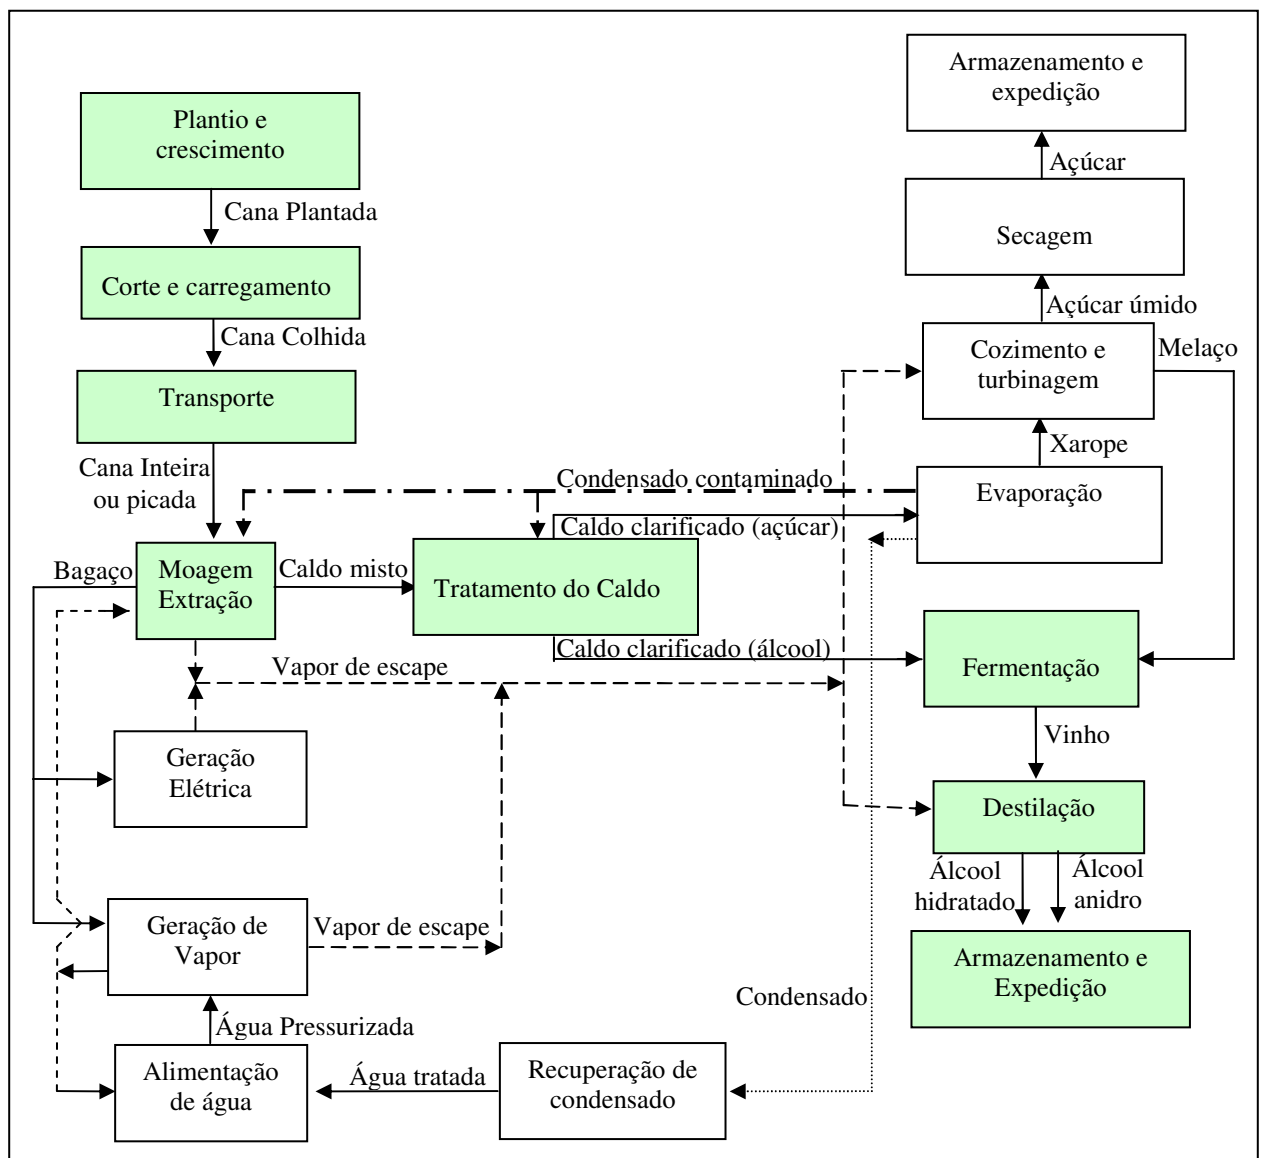 Armazenamento e
expedição
Açúcar
Secagem
Açúcar úmido
Cozimento e
turbinagem
Melaço
Xarope
Evaporação
Plantio e
crescimento
Cana Plantada
Corte e carregamento
Cana Colhida
Transporte
Cana Inteira
ou picada
Condensado contaminado
Caldo clarificado (açúcar)
Bagaço
Moagem
Extração
Caldo misto
Tratamento do Caldo
Caldo clarificado (álcool)
Fermentação
Vapor de escape
Vinho
Geração
Elétrica
Destilação
Álcool
hidratado
Álcool
anidro
Geração de
Vapor
Vapor de escape
Armazenamento e
Expedição
Condensado
Água Pressurizada
Alimentação
de água
Água tratada
Recuperação de
condensado